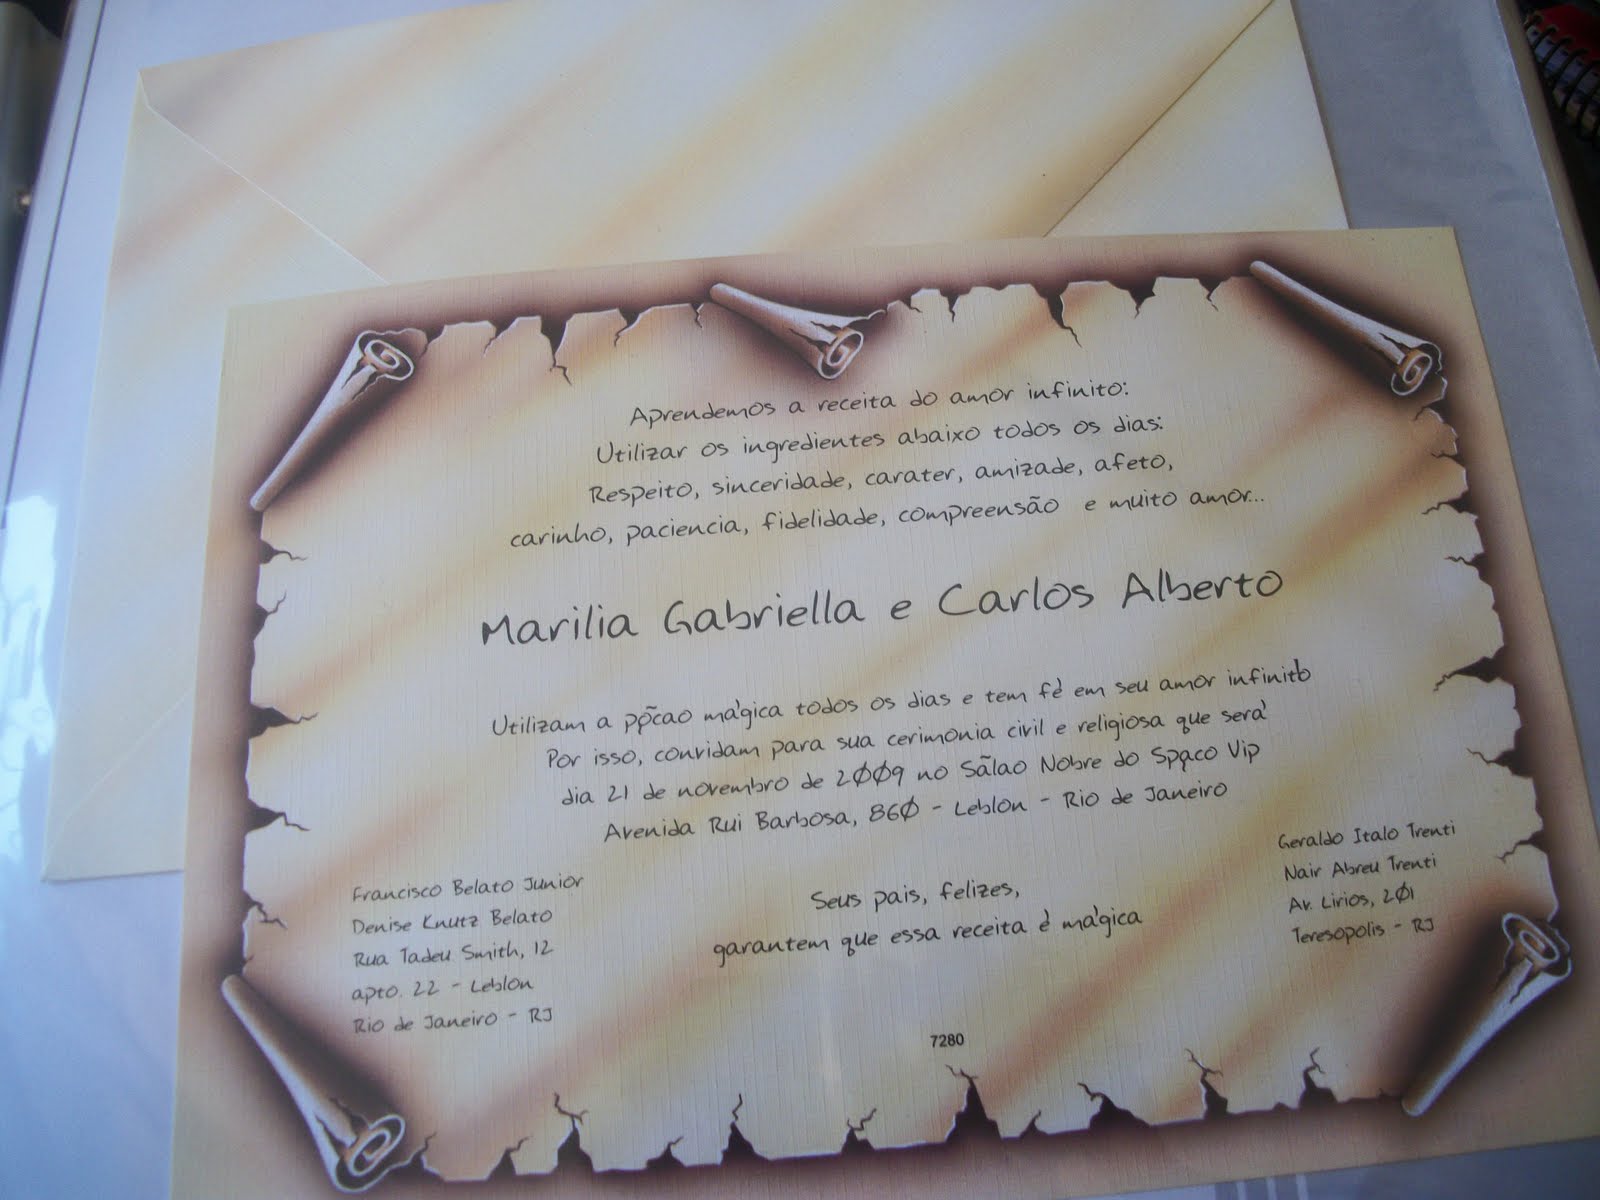 Aprendemos a receita do amor infinito:
Utilizar os ingredientes abaixo todos os dias:
Respeito, sinceridade, carater, amizade, afeto,
carinho, paciencia, fidelidade, compreensão e muito amor...
Marilia Gabriella e Carlos Alberto
Utilizam a pp̃cao mágica todos os dias e tem fé em seu amor infinito
Por isso, convidam para sua cerimonia civil e religiosa que será
dia 21 de novembro de 2009 no Sãlao Nobre do Spaço Vip
Avenida Rui Barbosa, 860 - Leblon - Rio de Janeiro
Francisco Belato Junior
Denise Knutz Belato
Rua Tadeu Smith, 12
apto. 22 - Leblon
Rio de Janeiro - RJ
Seus pais, felizes,
garantem que essa receita é mágica
Geraldo Italo Trenti
Nair Abreu Trenti
Av. Lirios, 201
Teresopolis - RJ
7280